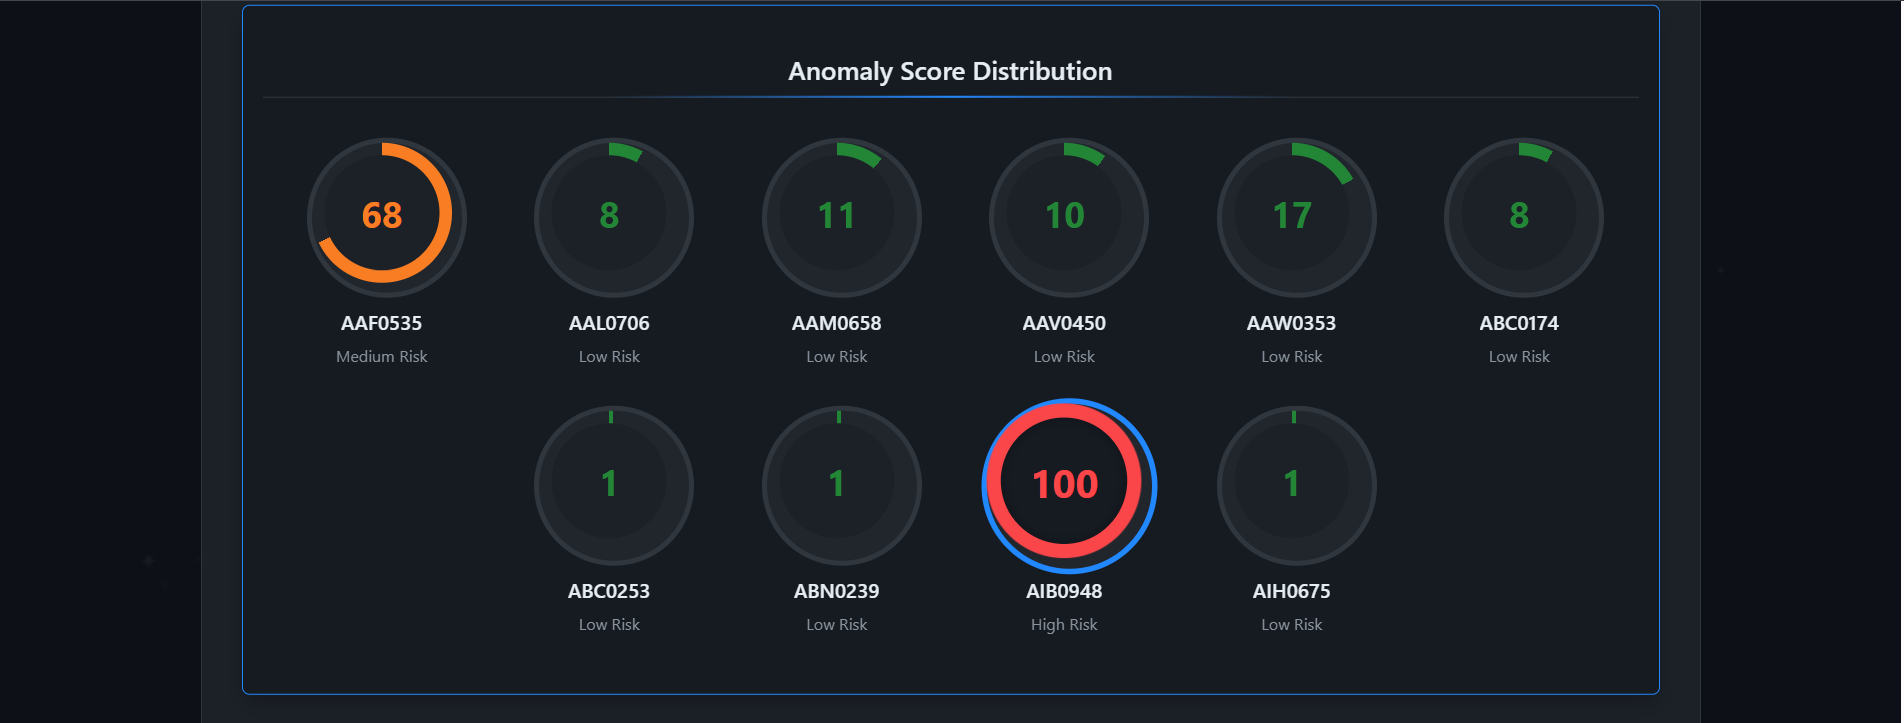 Anomaly Score Distribution
68
8
11
10
17
8
AAF0535
AAL0706
AAM0658
AAV0450
AAW0353
ABC0174
Medium Risk
Low Risk
Low Risk
Low Risk
Low Risk
Low Risk
1
1
100
1
ABC0253
ABN0239
AIB0948
AIH0675
Low Risk
Low Risk
High Risk
Low Risk